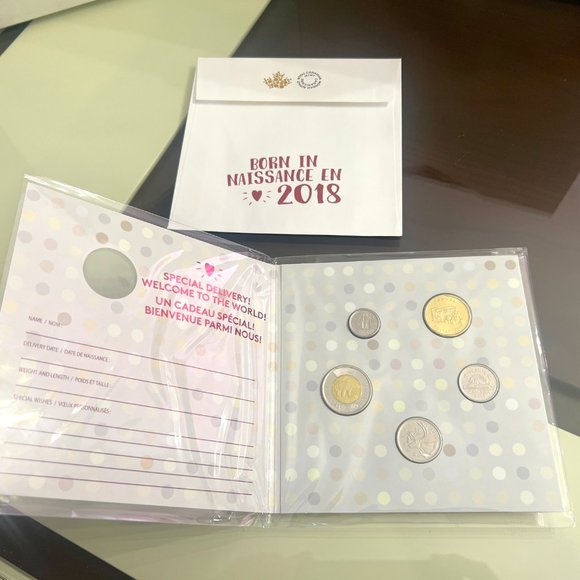 BORN IN
NAISSANCE EN
2018
SPECIAL DELIVERY!
WELCOME TO THE WORLD!
UN CADEAU SPÉCIAL!
BIENVENUE PARMI NOUS!
NAME / NOM :
DELIVERY DATE / DATE DE NAISSANCE :
WEIGHT AND LENGTH / POIDS ET TAILLE :
SPECIAL WISHES / VŒUX PERSONNALISÉS :